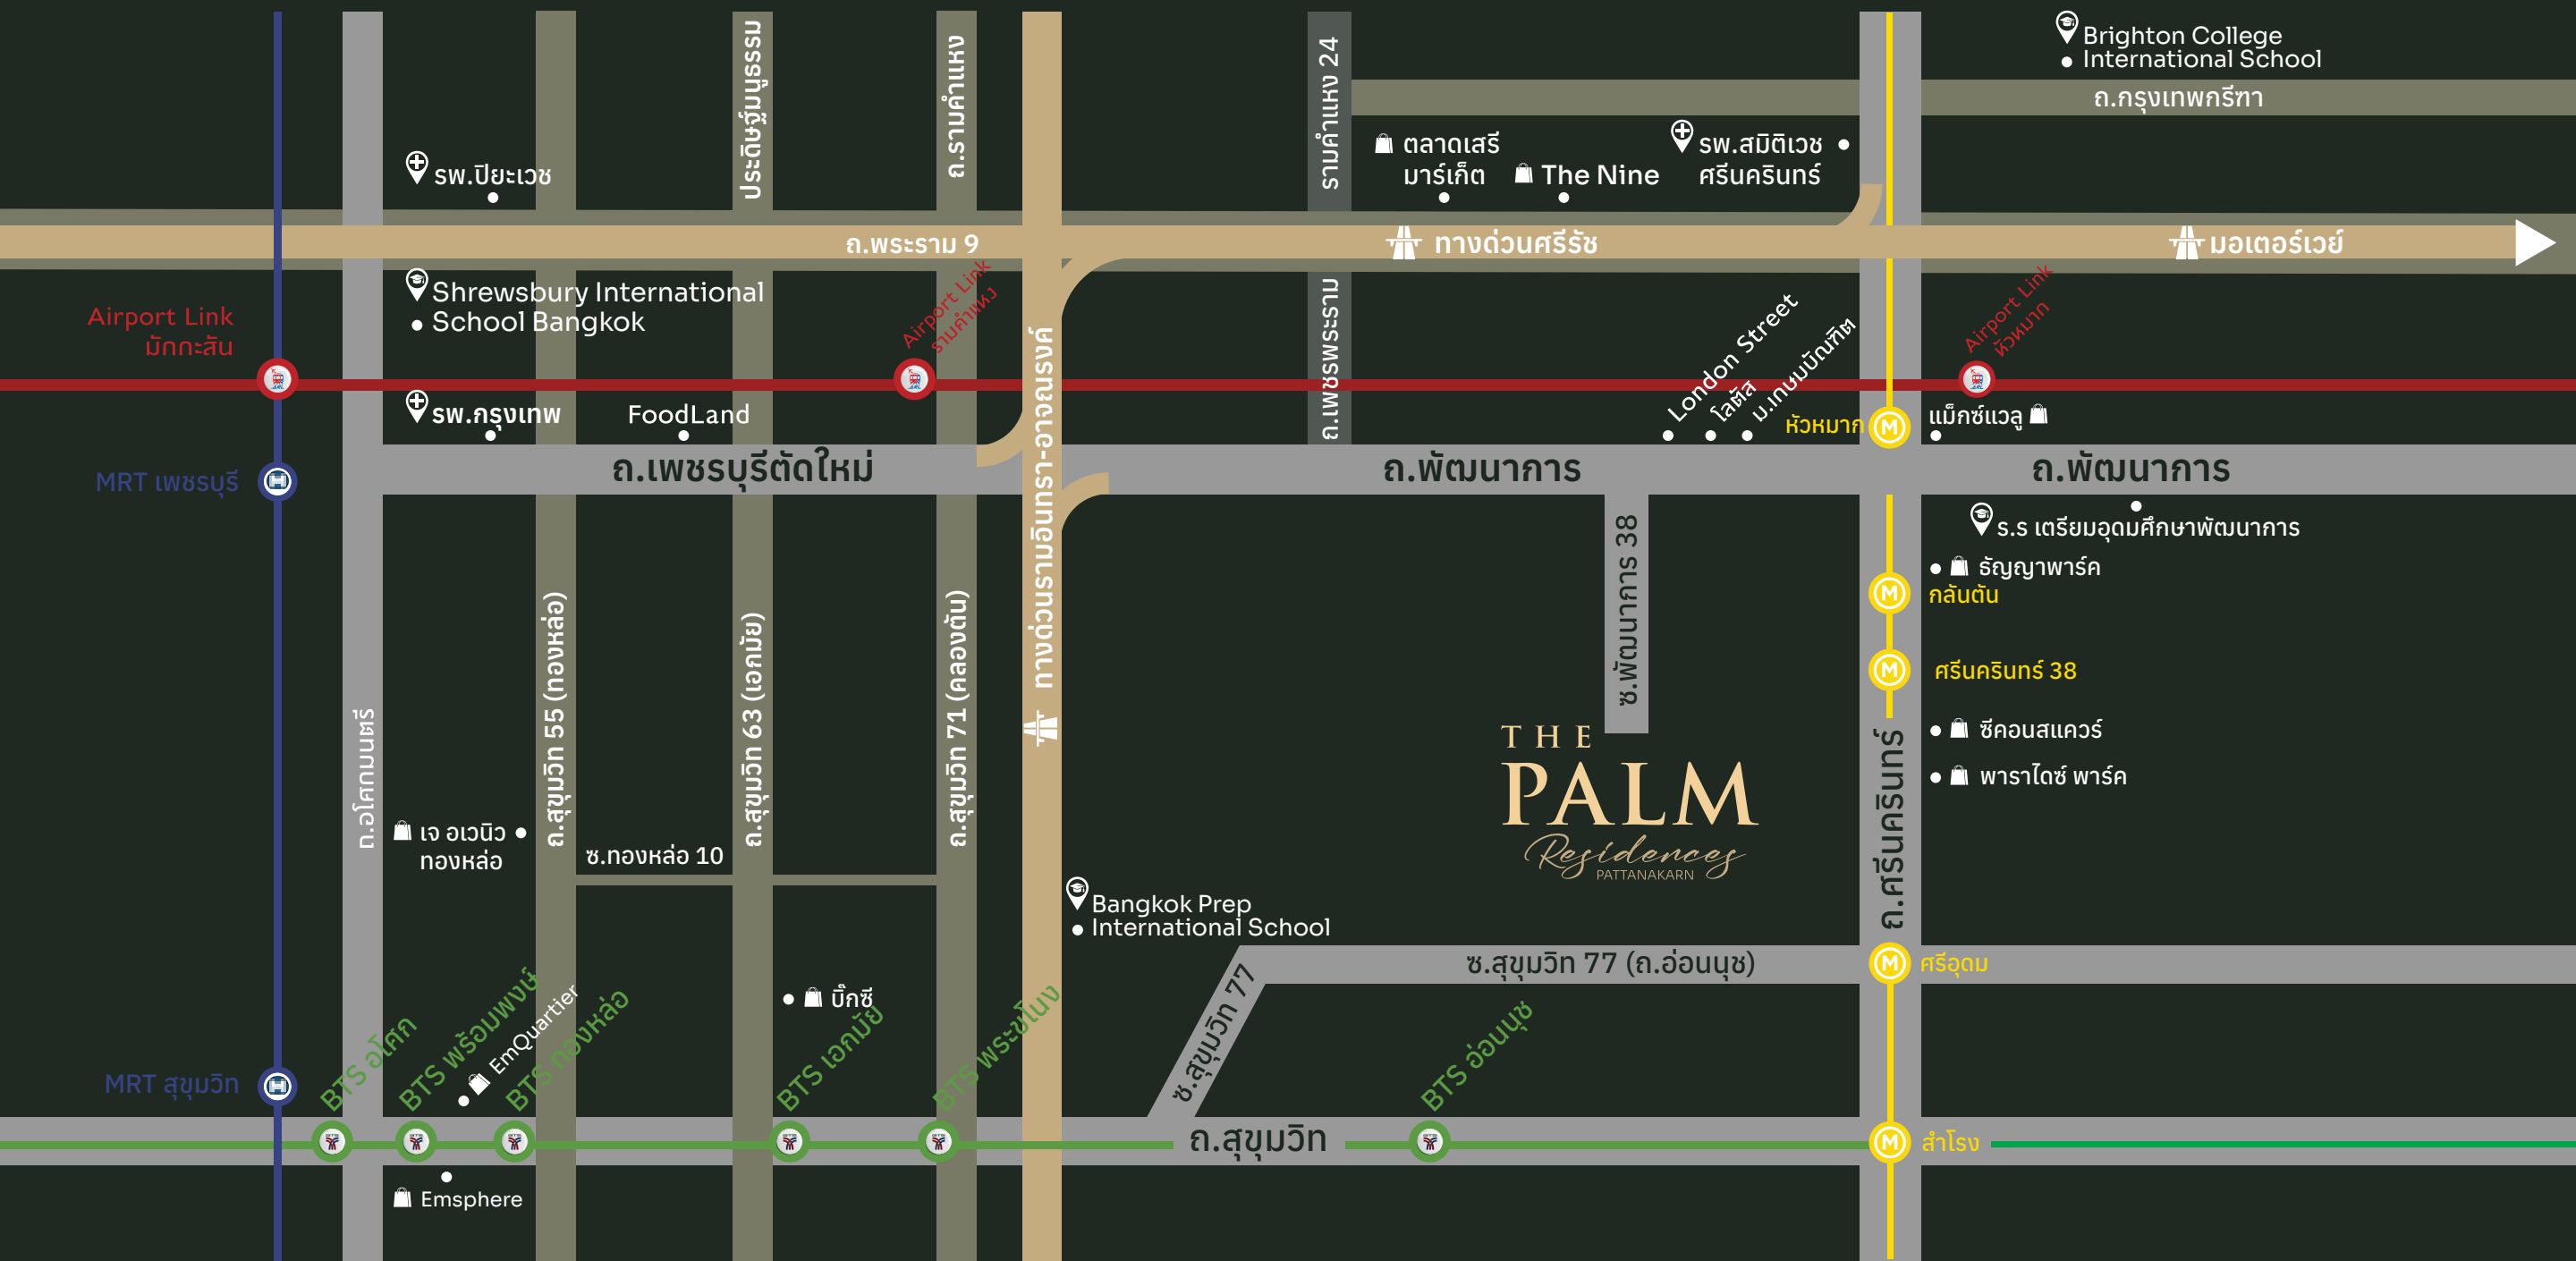 Brighton College
International School
ถ.กรุงเทพกรีฑา
ประดิษฐ์มนูธรรม
ถ.รามคำแหง
รามคำแหง 24
ตลาดเสรี
มาร์เก็ต
The Nine
รพ.สมิติเวช
ศรีนครินทร์
รพ.ปิยะเวช
ถ.พระราม 9
ทางด่วนศรีรัช
มอเตอร์เวย์
Shrewsbury International
School Bangkok
Airport Link
มักกะสัน
Airport Link
รามคำแหง
ทางด่วนรามอินทรา-อาจณรงค์
ถ.เพชรพระราม
London Street
โลตัส
ม.เกษมบัณฑิต
Airport Link
หัวหมาก
รพ.กรุงเทพ
FoodLand
หัวหมาก
M
แม็กซ์แวลู
MRT เพชรบุรี
ถ.เพชรบุรีตัดใหม่
ถ.พัฒนาการ
ถ.พัฒนาการ
ร.ร เตรียมอุดมศึกษาพัฒนาการ
ซ.พัฒนาการ 38
ธัญญาพาร์ค
M
กลันตัน
M
ศรีนครินทร์ 38
ซีคอนสแควร์
พาราไดซ์ พาร์ค
ถ.อโศกมนตรี
ถ.สุขุมวิท 55 (ทองหล่อ)
ถ.สุขุมวิท 63 (เอกมัย)
ถ.สุขุมวิท 71 (คลองตัน)
THE
PALM
Residences
PATTANAKARN
ถ.ศรีนครินทร์
เจ อเวนิว
ทองหล่อ
ซ.ทองหล่อ 10
Bangkok Prep
International School
ซ.สุขุมวิท 77 (ถ.อ่อนนุช)
M
ศรีอุดม
ซ.สุขุมวิท 77
บิ๊กซี
MRT สุขุมวิท
BTS อโศก
BTS พร้อมพงษ์
EmQuartier
BTS ทองหล่อ
BTS เอกมัย
BTS พระขโนง
BTS อ่อนนุช
ถ.สุขุมวิท
M
สำโรง
Emsphere